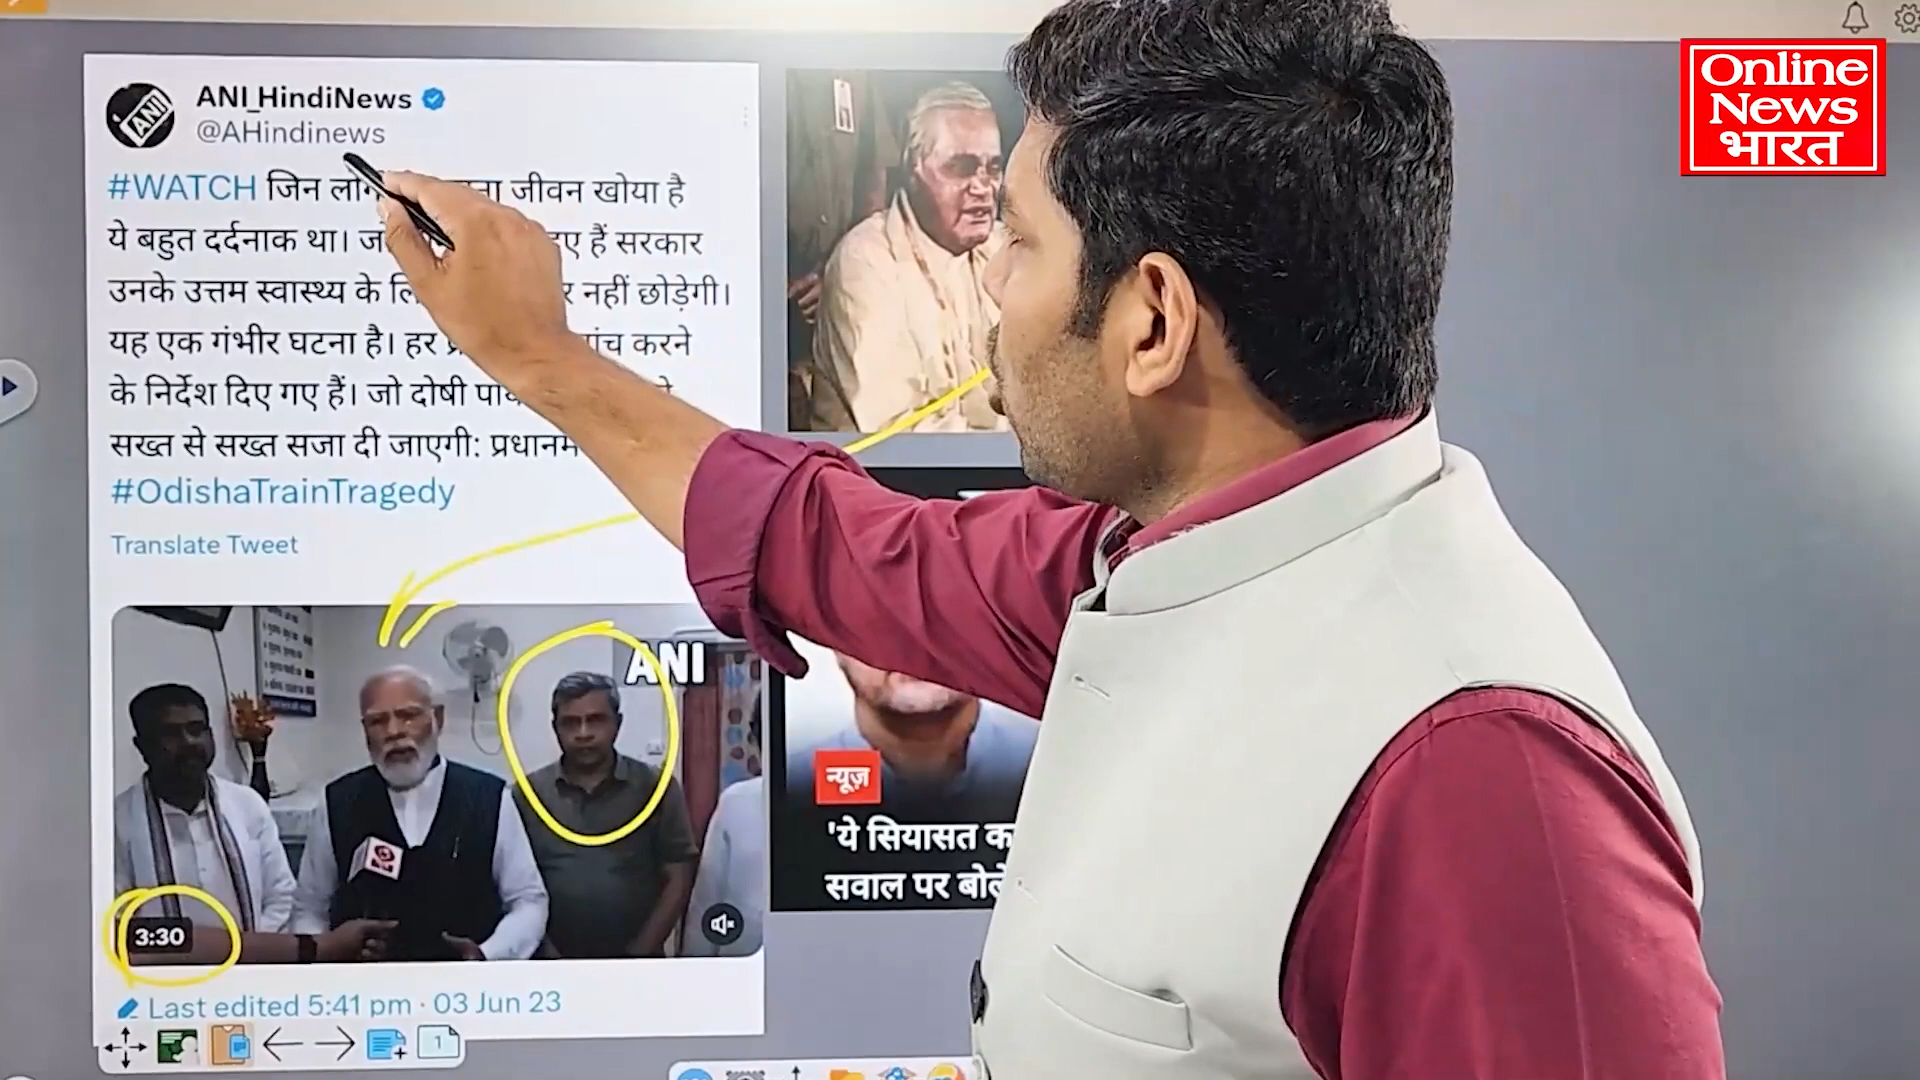 ANI_HindiNews
@AHindinews
#WATCH जिन जीवन खोया है
ये बहुत दर्दनाक था। हैं सरकार
उनके उत्तम स्वास्थ्य के नहीं छोड़ेगी।
यह एक गंभीर घटना है। हर करने
के निर्देश दिए गए हैं। जो दोषी
सख्त से सख्त सजा दी जाएगी:
#OdishaTrainTragedy
Translate Tweet
ANI
3:30
Last edited 5:41 pm · 03 Jun 23
1
न्यूज़
'ये सियासत
सवाल पर
Online
News
भारत